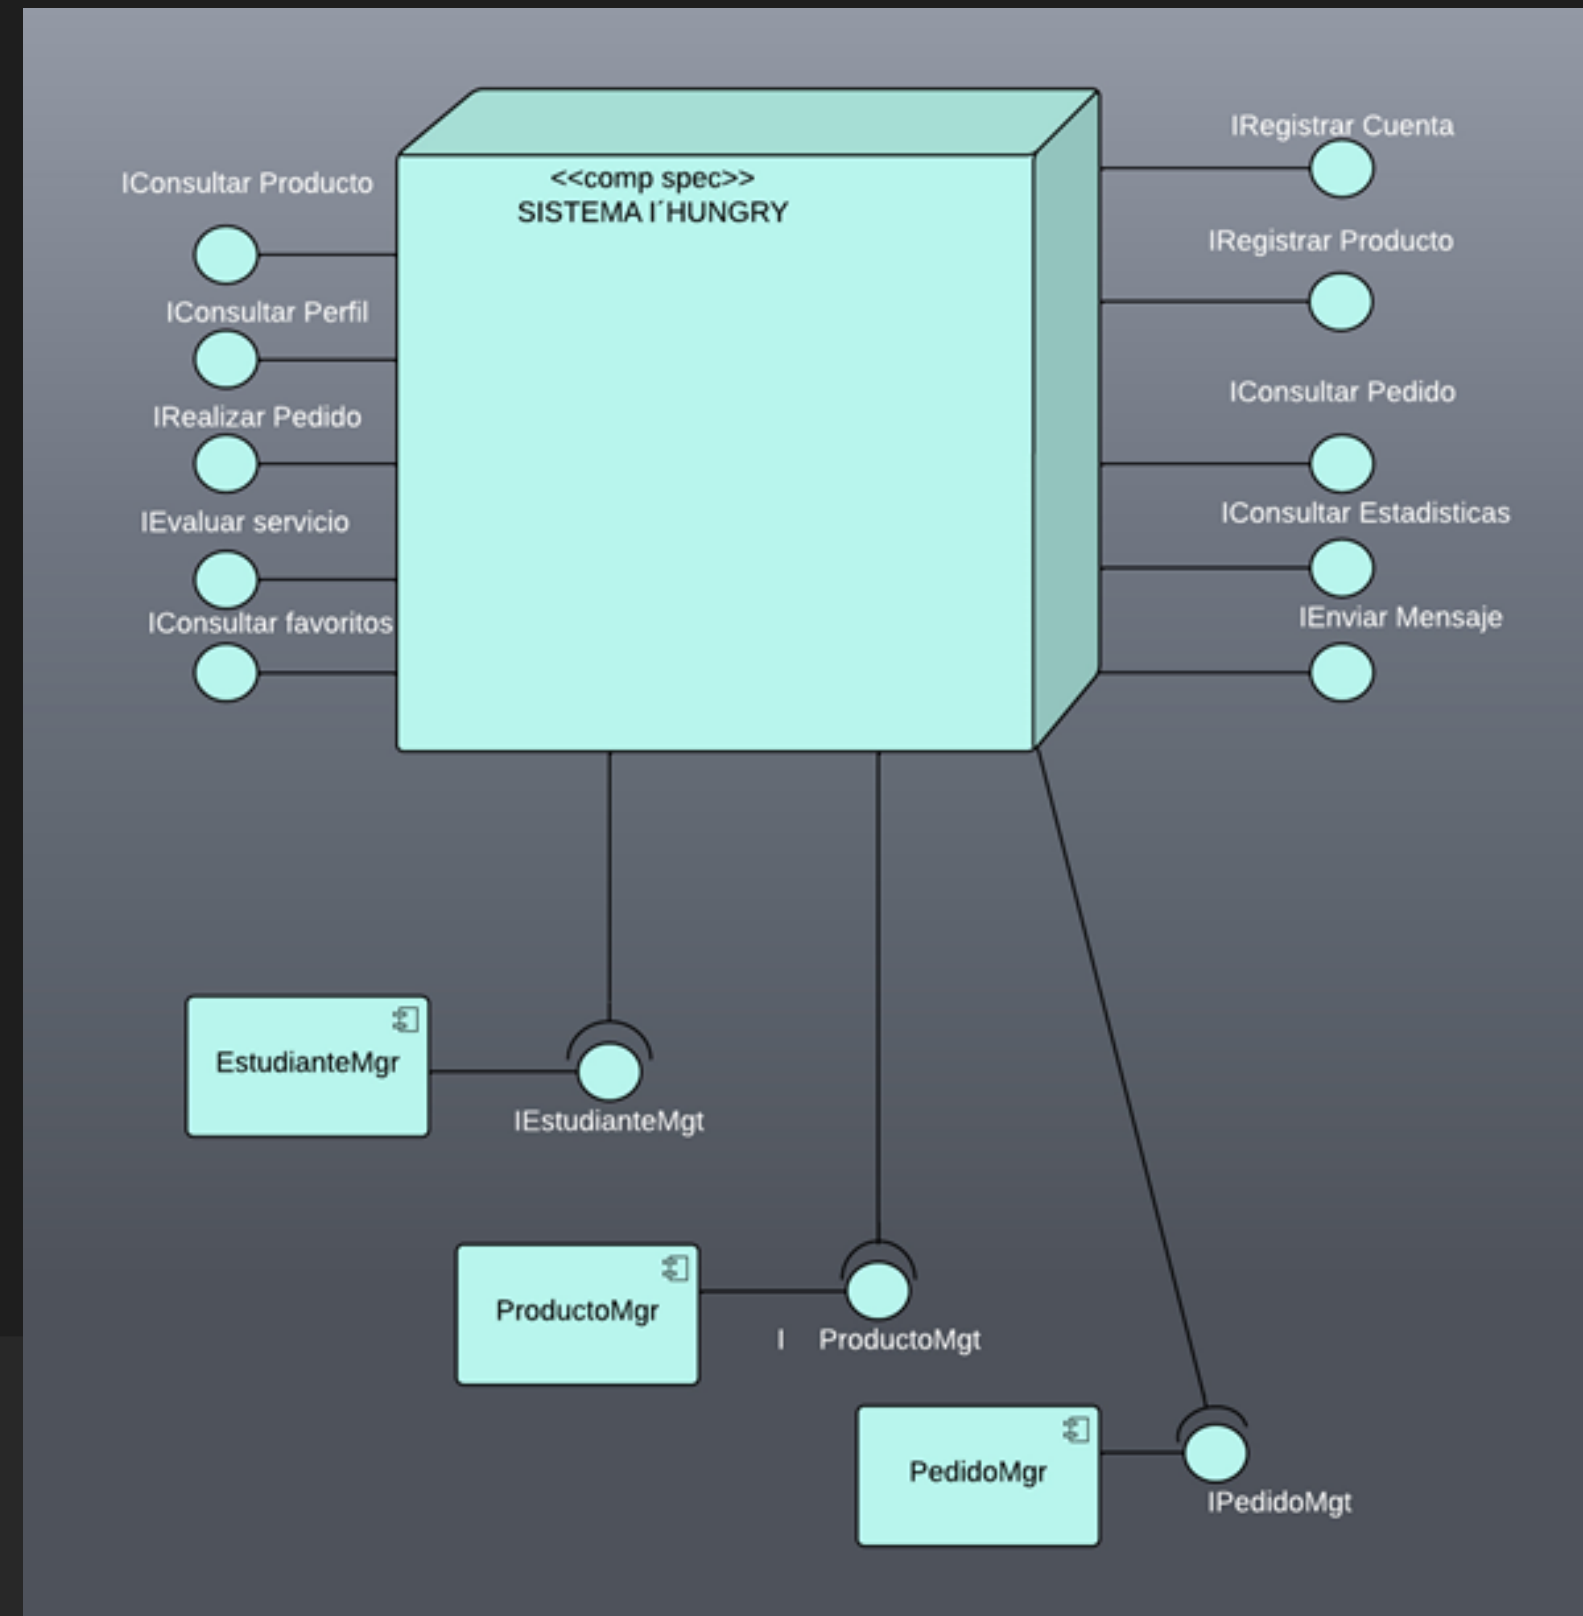 <<comp spec>>
SISTEMA I´HUNGRY
IConsultar Producto
IConsultar Perfil
IRealizar Pedido
IEvaluar servicio
IConsultar favoritos
IRegistrar Cuenta
IRegistrar Producto
IConsultar Pedido
IConsultar Estadisticas
IEnviar Mensaje
EstudianteMgr
IEstudianteMgt
ProductoMgr
I ProductoMgt
PedidoMgr
IPedidoMgt